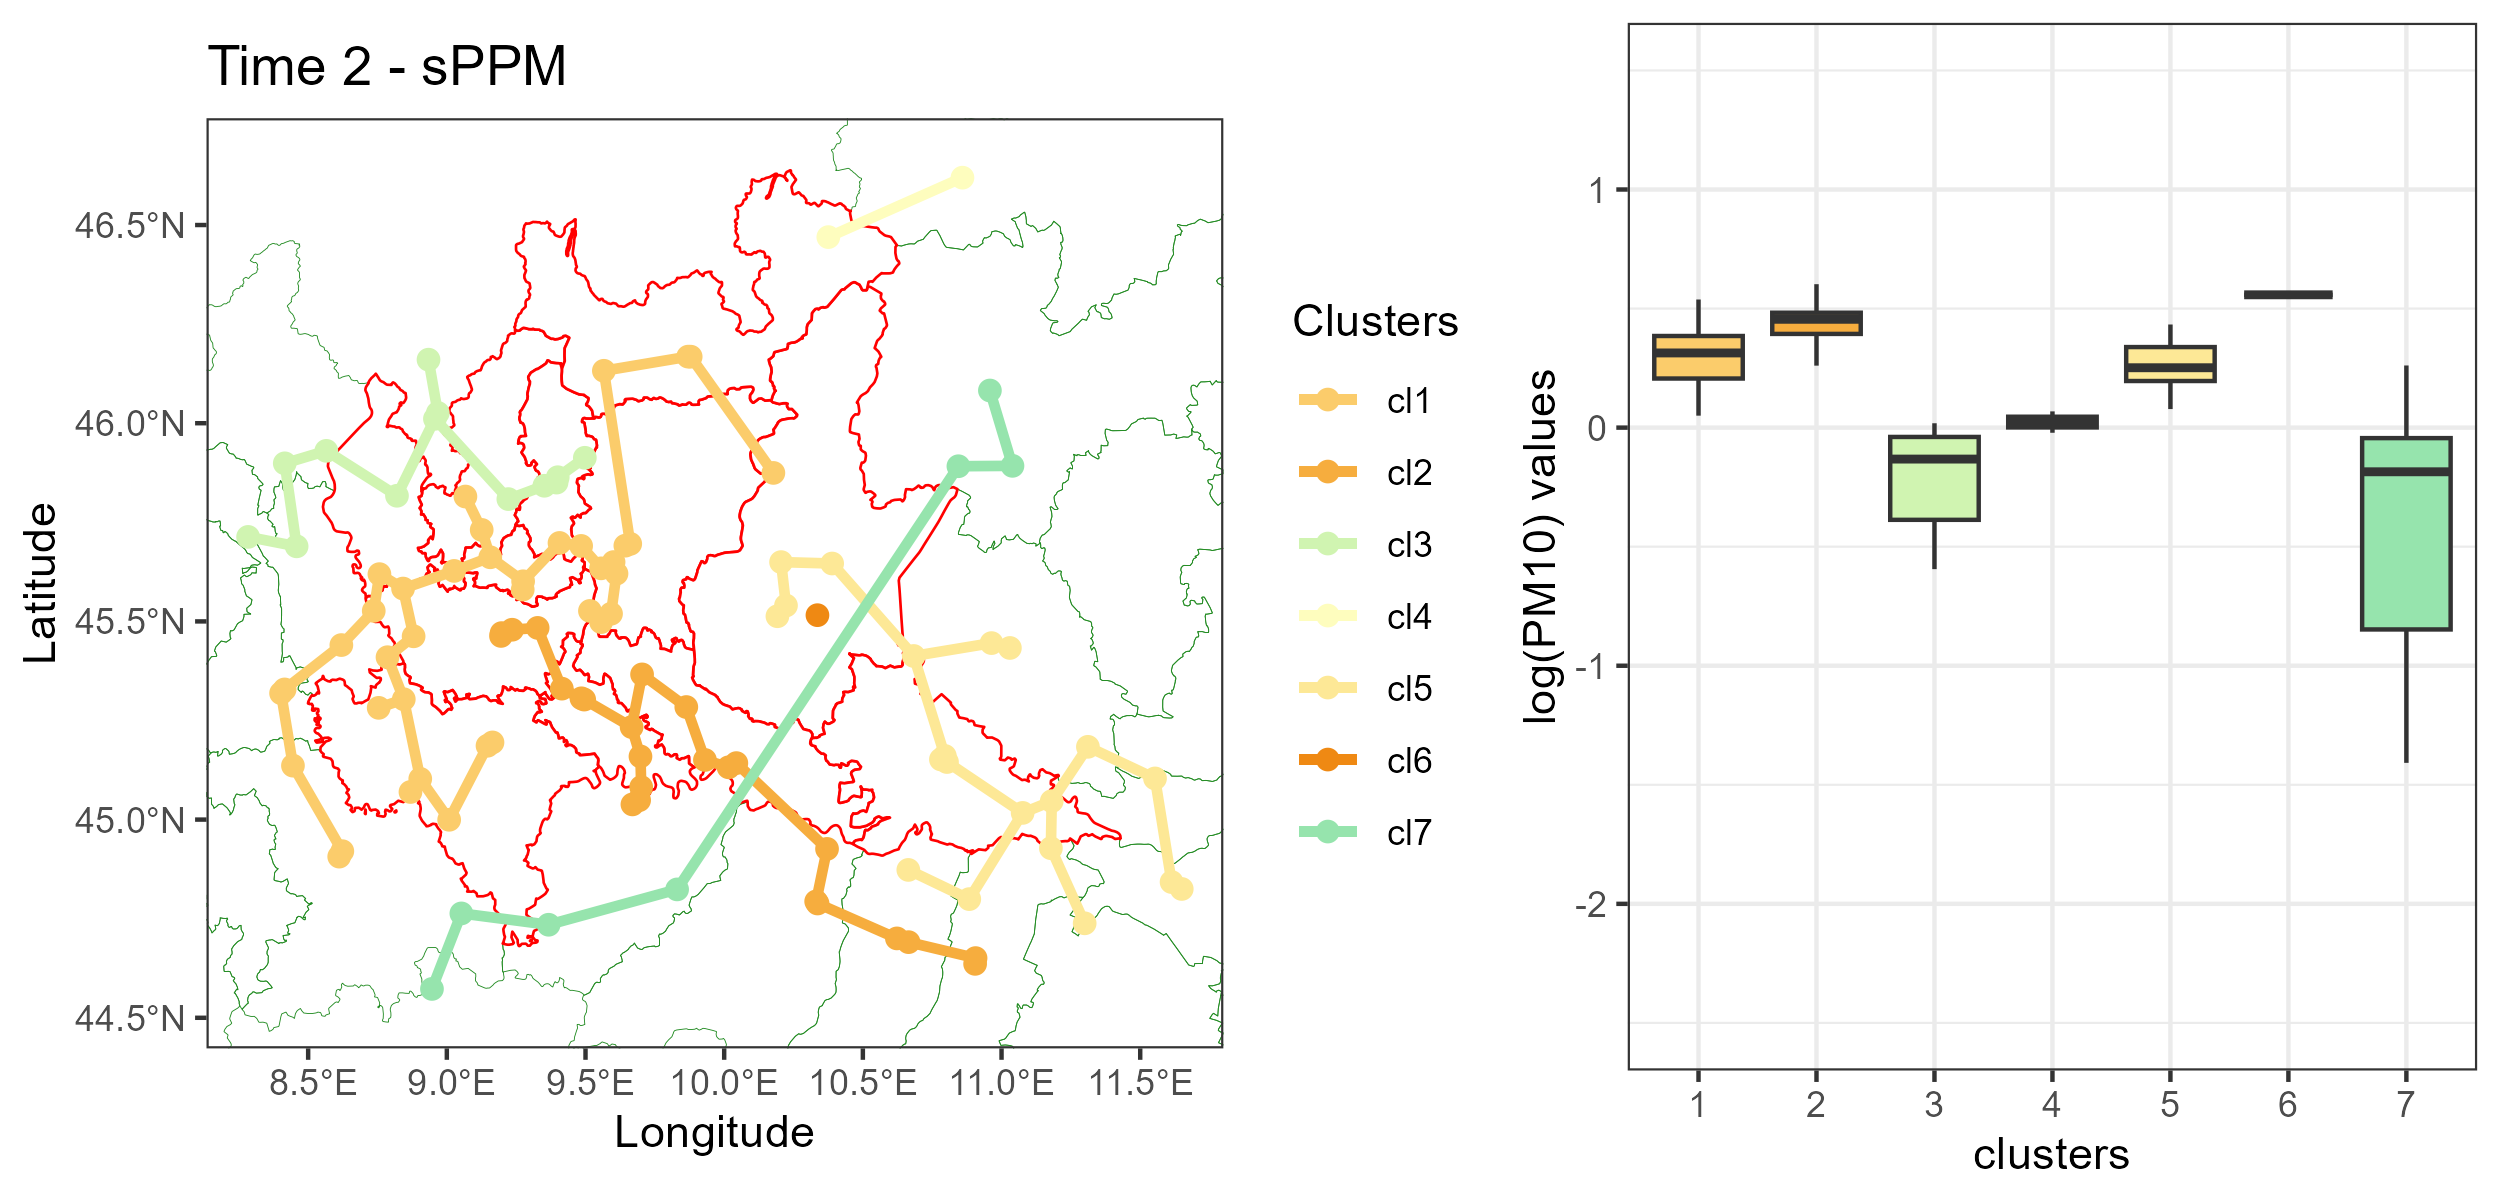 Time 2 - sPPM
Latitude
46.5°N
46.0°N
45.5°N
45.0°N
44.5°N
8.5°E
9.0°E
9.5°E
10.0°E
10.5°E
11.0°E
11.5°E
Longitude
Clusters
cl1
cl2
cl3
cl4
cl5
cl6
cl7
log(PM10) values
1
0
-1
-2
1
2
3
4
5
6
7
clusters